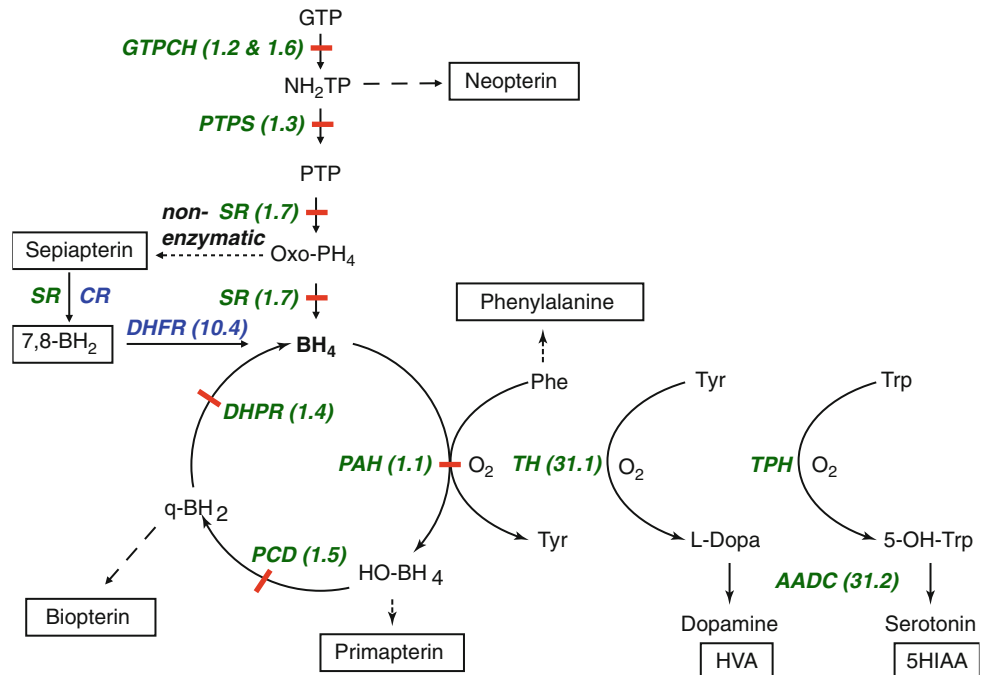 GTP
GTPCH (1.2 & 1.6)
NH2TP
Neopterin
PTPS (1.3)
PTP
non-enzymatic
SR (1.7)
Sepiapterin
Oxo-PH4
SR
CR
SR (1.7)
Phenylalanine
7,8-BH2
DHFR (10.4)
BH4
Phe
Tyr
Trp
DHPR (1.4)
PAH (1.1)
O2
TH (31.1)
O2
TPH
O2
q-BH2
PCD (1.5)
HO-BH4
Tyr
L-Dopa
5-OH-Trp
AADC (31.2)
Biopterin
Primapterin
Dopamine
Serotonin
HVA
5HIAA